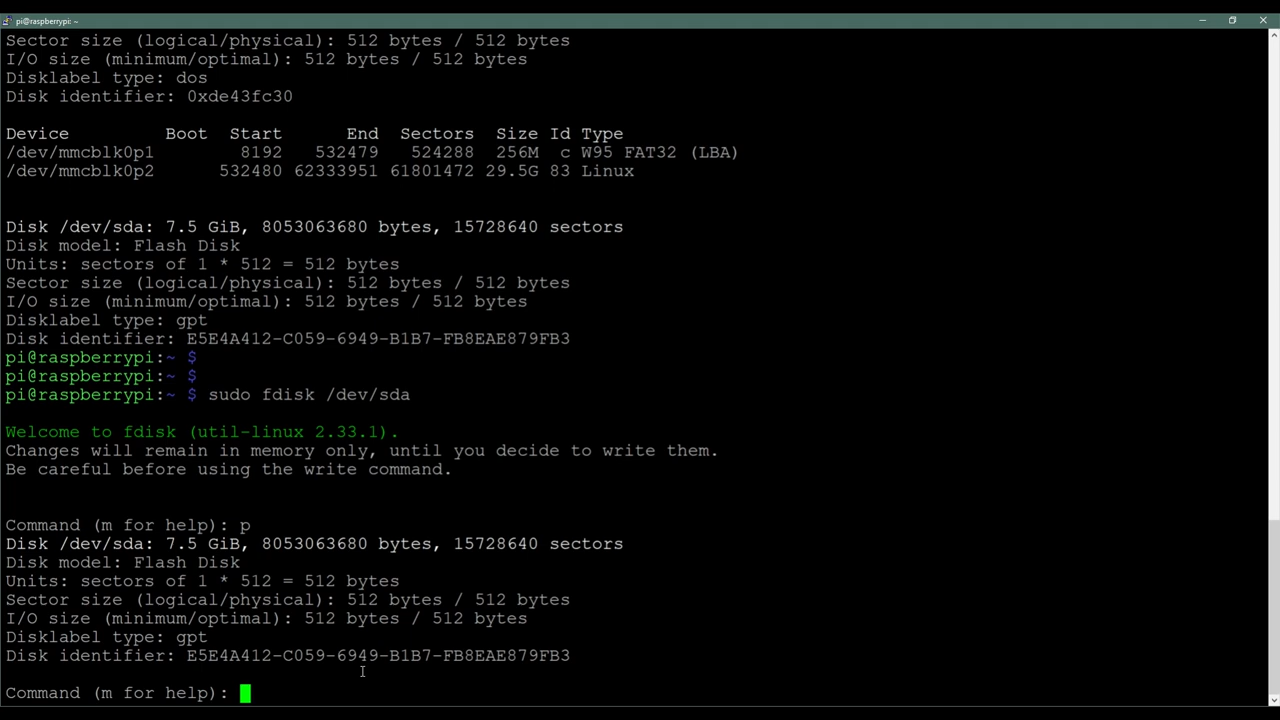 pi@raspberrypi: ~
Sector size (logical/physical): 512 bytes / 512 bytes
I/O size (minimum/optimal): 512 bytes / 512 bytes
Disklabel type: dos
Disk identifier: 0xde43fc30
Device Boot Start End Sectors Size Id Type
/dev/mmcblk0p1 8192 532479 524288 256M c W95 FAT32 (LBA)
/dev/mmcblk0p2 532480 62333951 61801472 29.5G 83 Linux
Disk /dev/sda: 7.5 GiB, 8053063680 bytes, 15728640 sectors
Disk model: Flash Disk
Units: sectors of 1 * 512 = 512 bytes
Sector size (logical/physical): 512 bytes / 512 bytes
I/O size (minimum/optimal): 512 bytes / 512 bytes
Disklabel type: gpt
Disk identifier: E5E4A412-C059-6949-B1B7-FB8EAE879FB3
pi@raspberrypi:~ $
pi@raspberrypi:~ $
pi@raspberrypi:~ $ sudo fdisk /dev/sda
Welcome to fdisk (util-linux 2.33.1).
Changes will remain in memory only, until you decide to write them.
Be careful before using the write command.
Command (m for help): p
Disk /dev/sda: 7.5 GiB, 8053063680 bytes, 15728640 sectors
Disk model: Flash Disk
Units: sectors of 1 * 512 = 512 bytes
Sector size (logical/physical): 512 bytes / 512 bytes
I/O size (minimum/optimal): 512 bytes / 512 bytes
Disklabel type: gpt
Disk identifier: E5E4A412-C059-6949-B1B7-FB8EAE879FB3
Command (m for help):